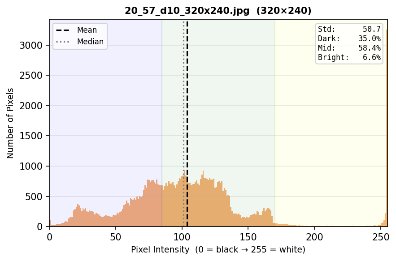 20_57_d10_320x240.jpg (320×240)
Mean
Median
Std: 50.7
Dark: 35.0%
Mid: 58.4%
Bright: 6.6%
Number of Pixels
3000
2500
2000
1500
1000
500
0
0 50 100 150 200 250
Pixel Intensity (0 = black → 255 = white)